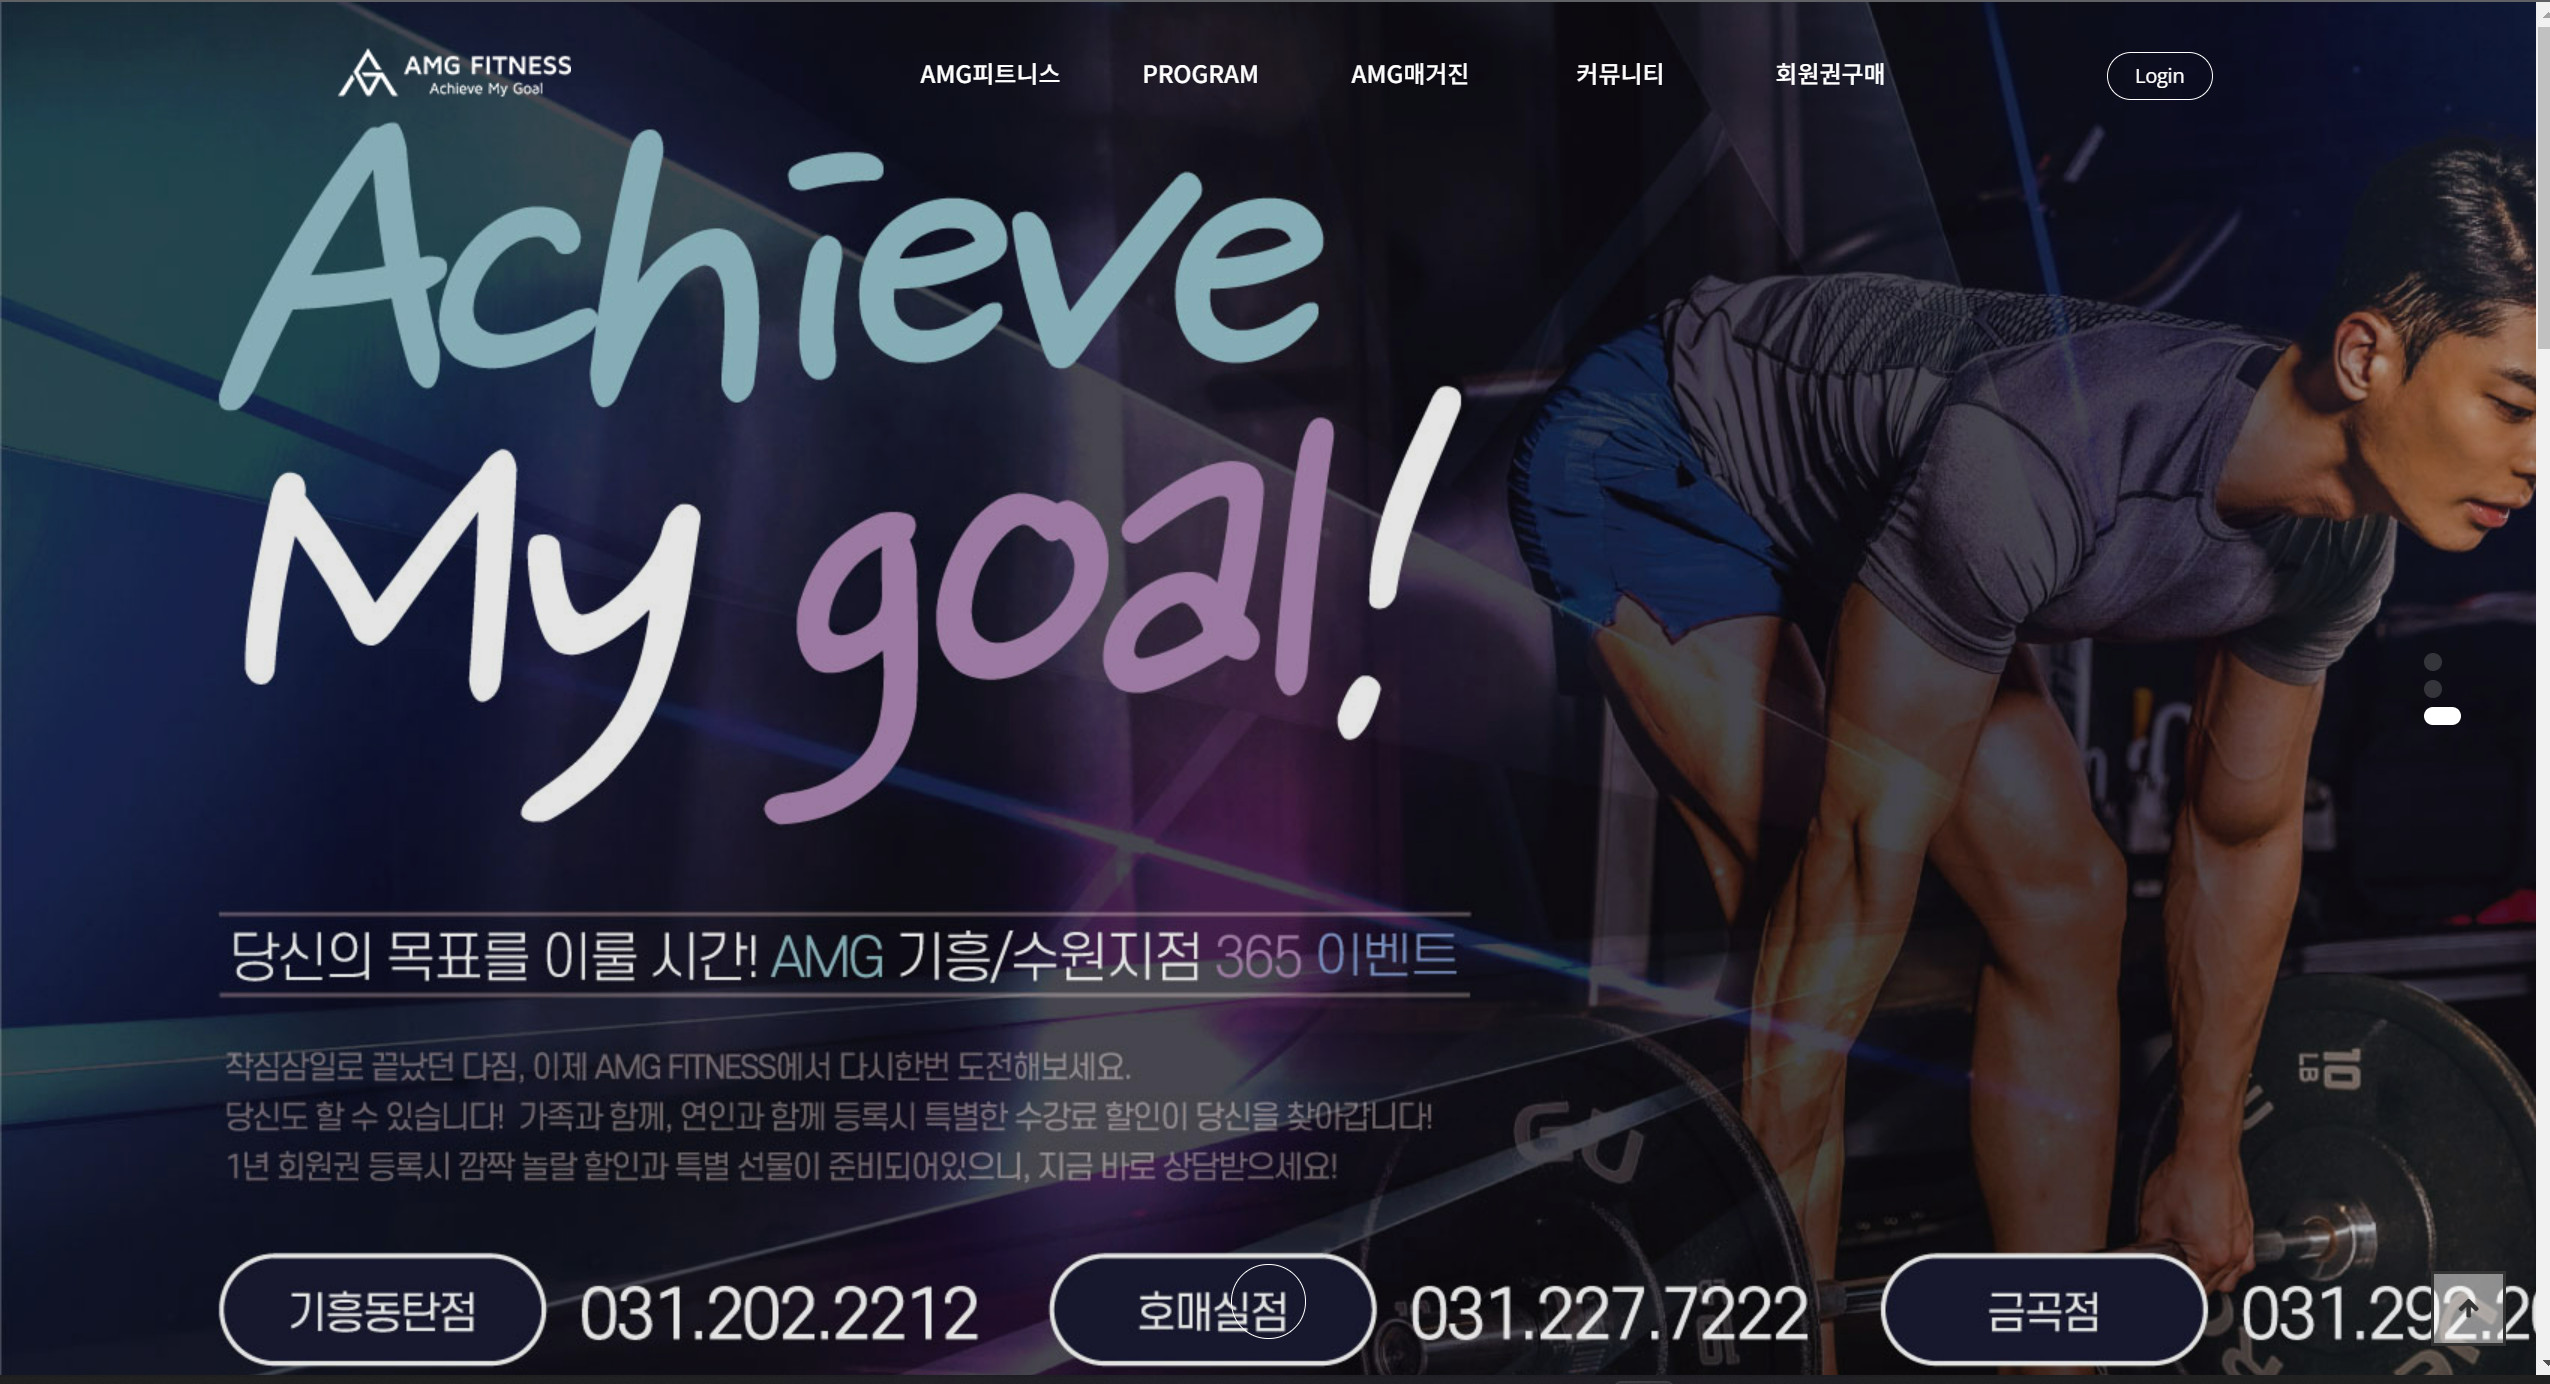 AMG FITNESS
Achieve My Goal
AMG피트니스
PROGRAM
AMG매거진
커뮤니티
회원권구매
Login
Achieve
My goal!
당신의 목표를 이룰 시간! AMG 기흥/수원지점 365 이벤트
작심삼일로 끝났던 다짐, 이제 AMG FITNESS에서 다시한번 도전해보세요.
당신도 할 수 있습니다! 가족과 함께, 연인과 함께 등록시 특별한 수강료 할인이 당신을 찾아갑니다!
1년 회원권 등록시 깜짝 놀랄 할인과 특별 선물이 준비되어있으니, 지금 바로 상담받으세요!
10
LB
기흥동탄점
031.202.2212
호매실점
031.227.7222
금곡점